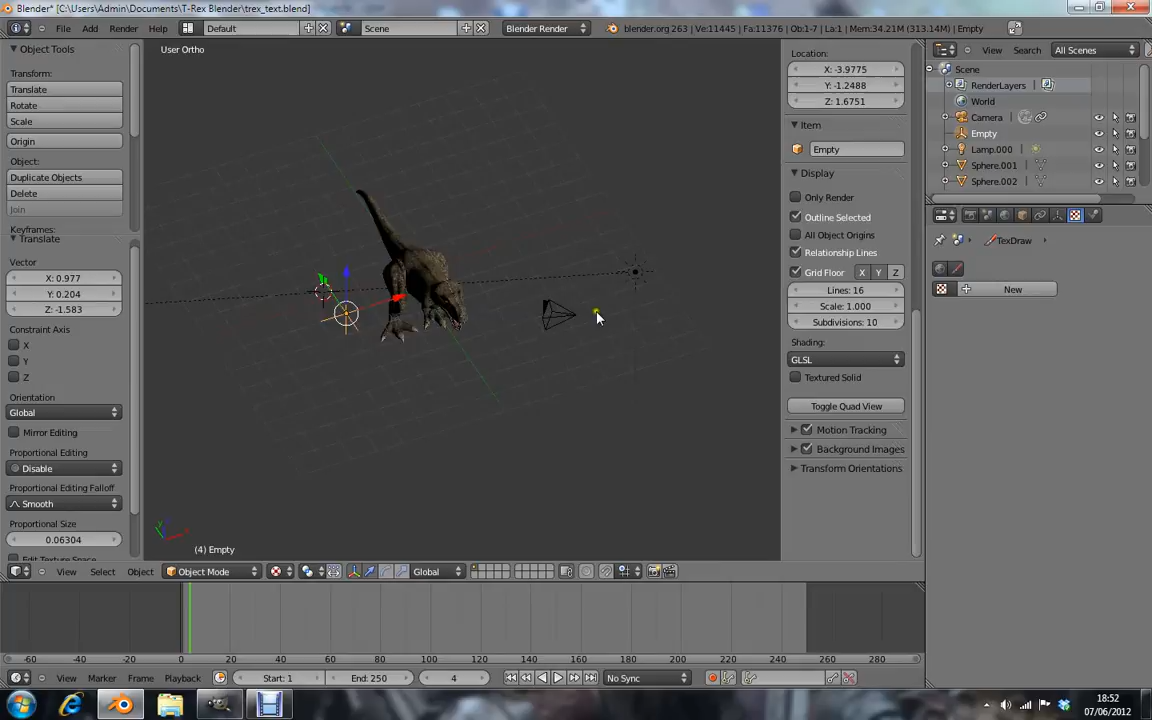 Blender* [C:\Users\Admin\Documents\T-Rex Blender\trex_text.blend]
File Add Render Help Default Scene Blender Render blender.org 263 | Ve:11445 | Fa:11376 | Ob:1-7 | La:1 | Mem:34.21M (313.14M) | Empty
Object Tools
Transform:
Translate
Rotate
Scale
Origin
Object:
Duplicate Objects
Delete
Join
Keyframes:
Translate
Vector
X: 0.977
Y: 0.204
Z: -1.583
Constraint Axis
X
Y
Z
Orientation
Global
Mirror Editing
Proportional Editing
Disable
Proportional Editing Falloff
Smooth
Proportional Size
0.06304
Edit Texture Space
User Ortho
(4) Empty
Location:
X: -3.9775
Y: -1.2488
Z: 1.6751
Item
Empty
Display
Only Render
Outline Selected
All Object Origins
Relationship Lines
Grid Floor X Y Z
Lines: 16
Scale: 1.000
Subdivisions: 10
Shading:
GLSL
Textured Solid
Toggle Quad View
Motion Tracking
Background Images
Transform Orientations
View Search All Scenes
Scene
RenderLayers
World
Camera
Empty
Lamp.000
Sphere.001
Sphere.002
TexDraw
New
View Select Object Object Mode Global
-60 -40 -20 0 20 40 60 80 100 120 140 160 180 200 220 240 260 280
View Marker Frame Playback Start: 1 End: 250 4 No Sync
18:52
07/06/2012